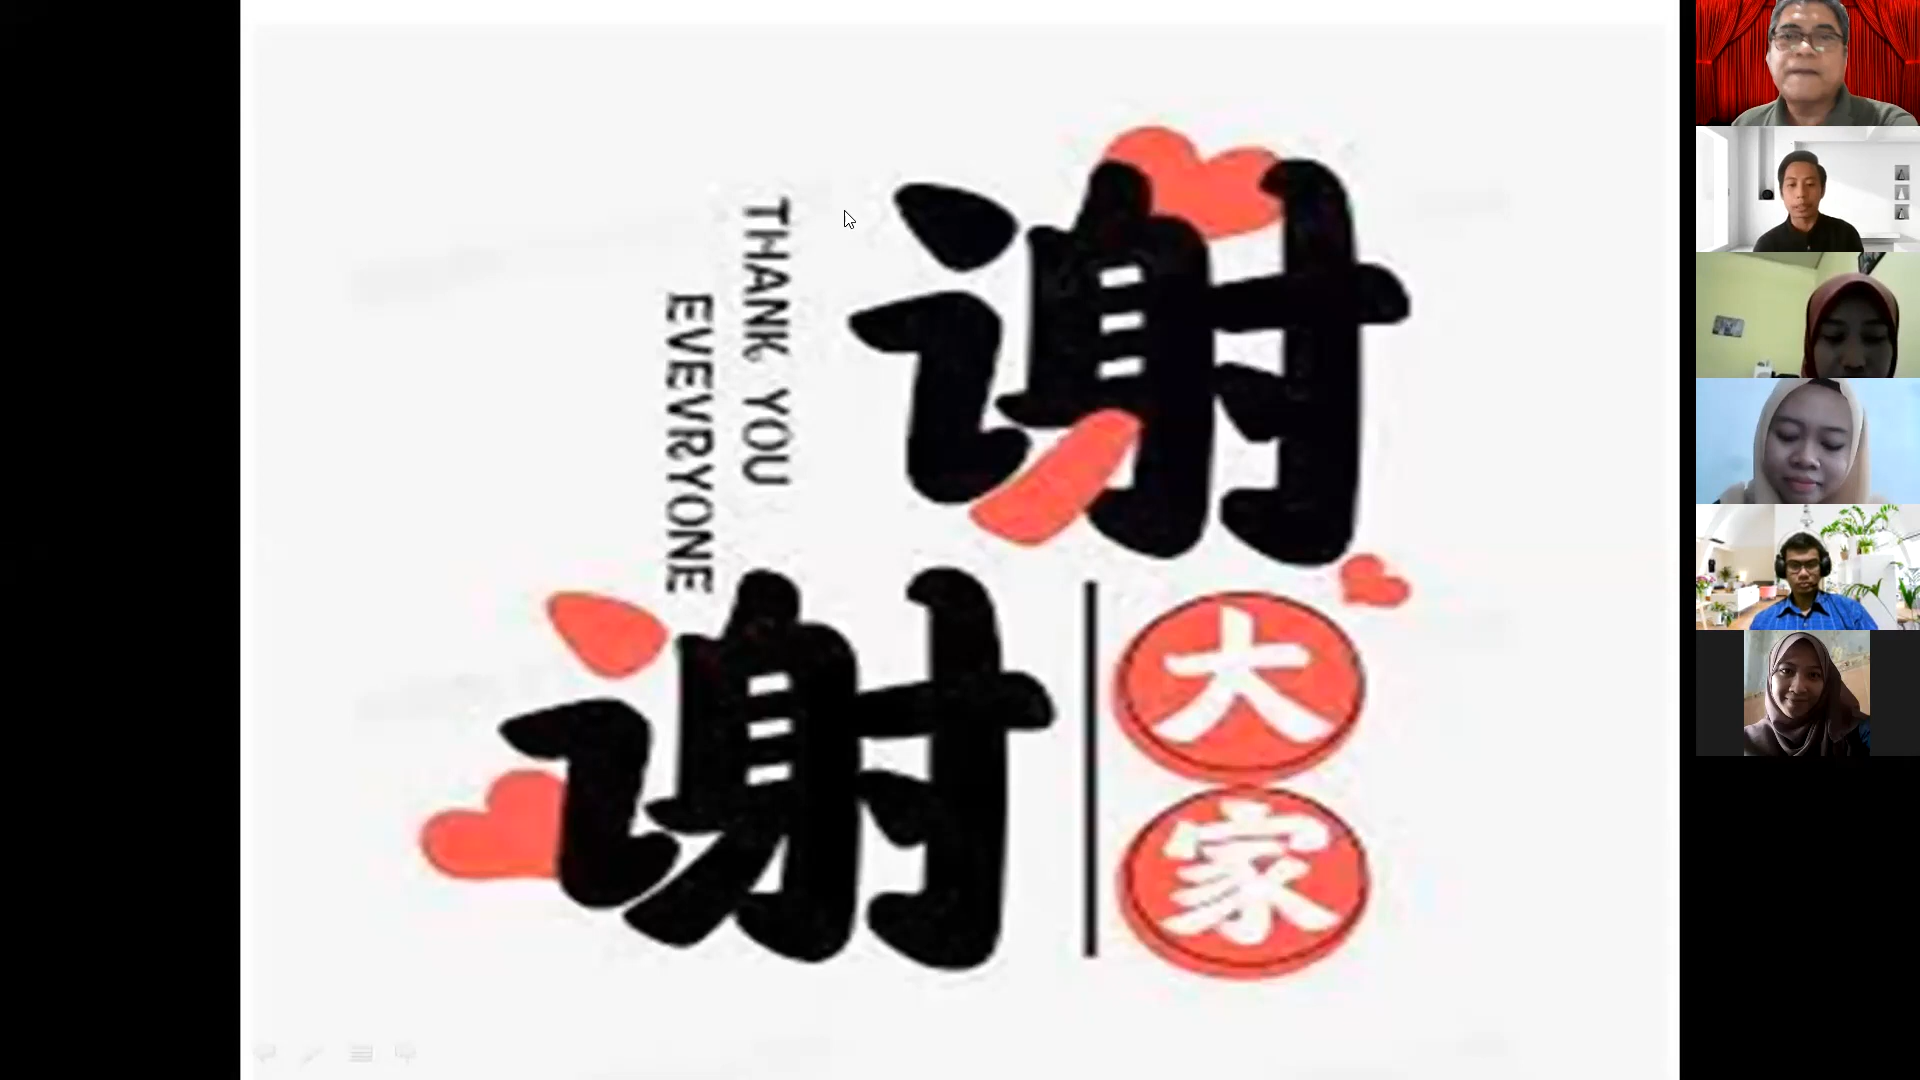 谢
谢
大
家
THANK YOU
EVEVRYONE